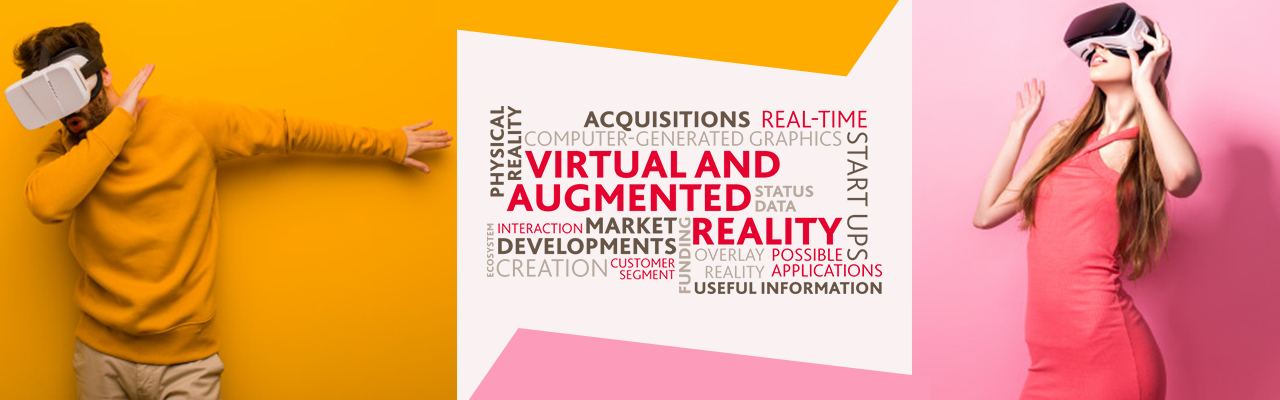 PHYSICAL
REALITY
ACQUISITIONS REAL-TIME
COMPUTER-GENERATED GRAPHICS
VIRTUAL AND
AUGMENTED
STATUS
DATA
START UPS
ECOSYSTEM
INTERACTION MARKET
DEVELOPMENTS
CREATION
CUSTOMER
SEGMENT
FUNDING
REALITY
OVERLAY
REALITY
POSSIBLE
APPLICATIONS
USEFUL INFORMATION